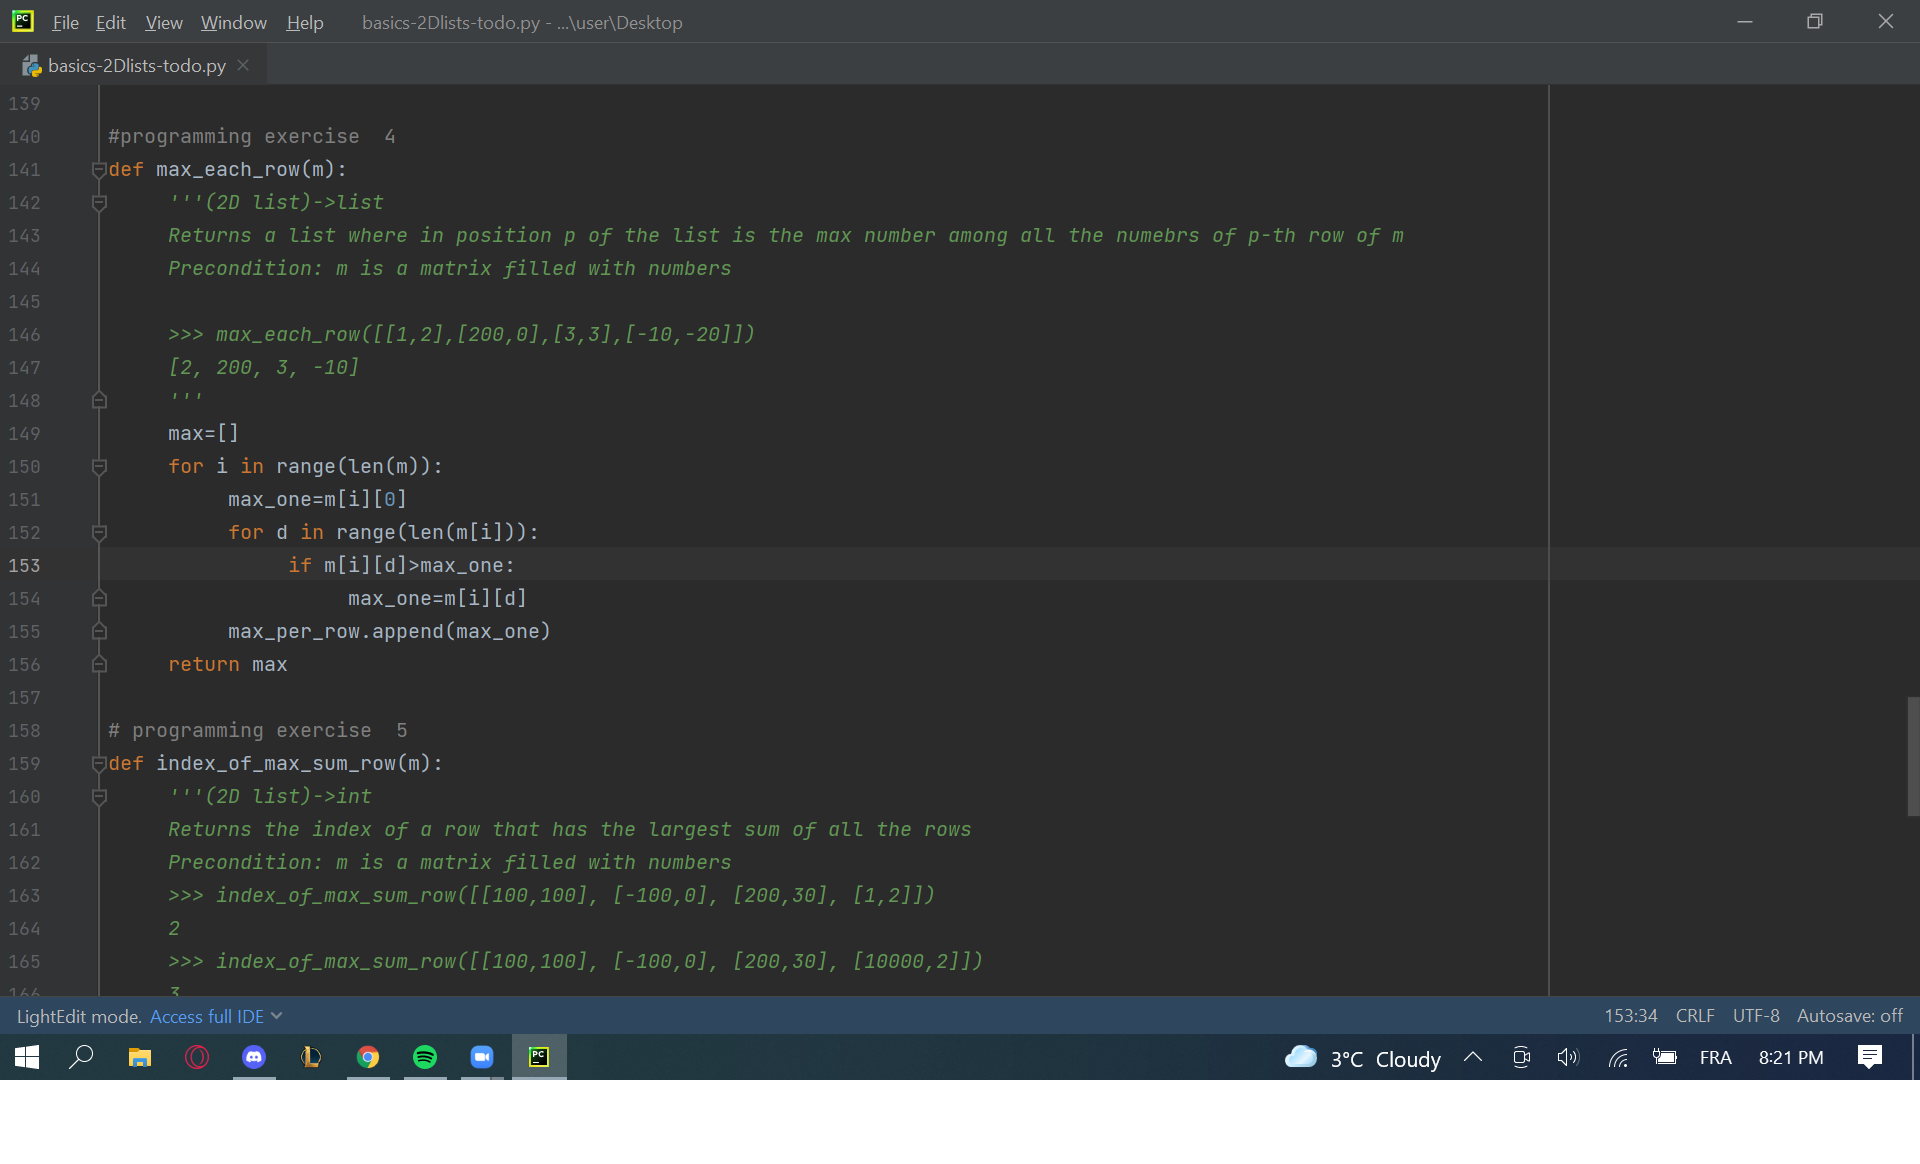 File Edit View Window Help basics-2Dlists-todo.py - ...\user\Desktop
basics-2Dlists-todo.py
139
140 #programming exercise  4
141 def max_each_row(m):
142 '''(2D list)->list
143 Returns a list where in position p of the list is the max number among all the numebrs of p-th row of m
144 Precondition: m is a matrix filled with numbers
145
146 >>> max_each_row([[1,2],[200,0],[3,3],[-10,-20]])
147 [2, 200, 3, -10]
148 '''
149 max=[]
150 for i in range(len(m)):
151 max_one=m[i][0]
152 for d in range(len(m[i])):
153 if m[i][d]>max_one:
154 max_one=m[i][d]
155 max_per_row.append(max_one)
156 return max
157
158 # programming exercise  5
159 def index_of_max_sum_row(m):
160 '''(2D list)->int
161 Returns the index of a row that has the largest sum of all the rows
162 Precondition: m is a matrix filled with numbers
163 >>> index_of_max_sum_row([[100,100], [-100,0], [200,30], [1,2]])
164 2
165 >>> index_of_max_sum_row([[100,100], [-100,0], [200,30], [10000,2]])
166 3
LightEdit mode. Access full IDE 153:34 CRLF UTF-8 Autosave: off
PC 3°C Cloudy FRA 8:21 PM